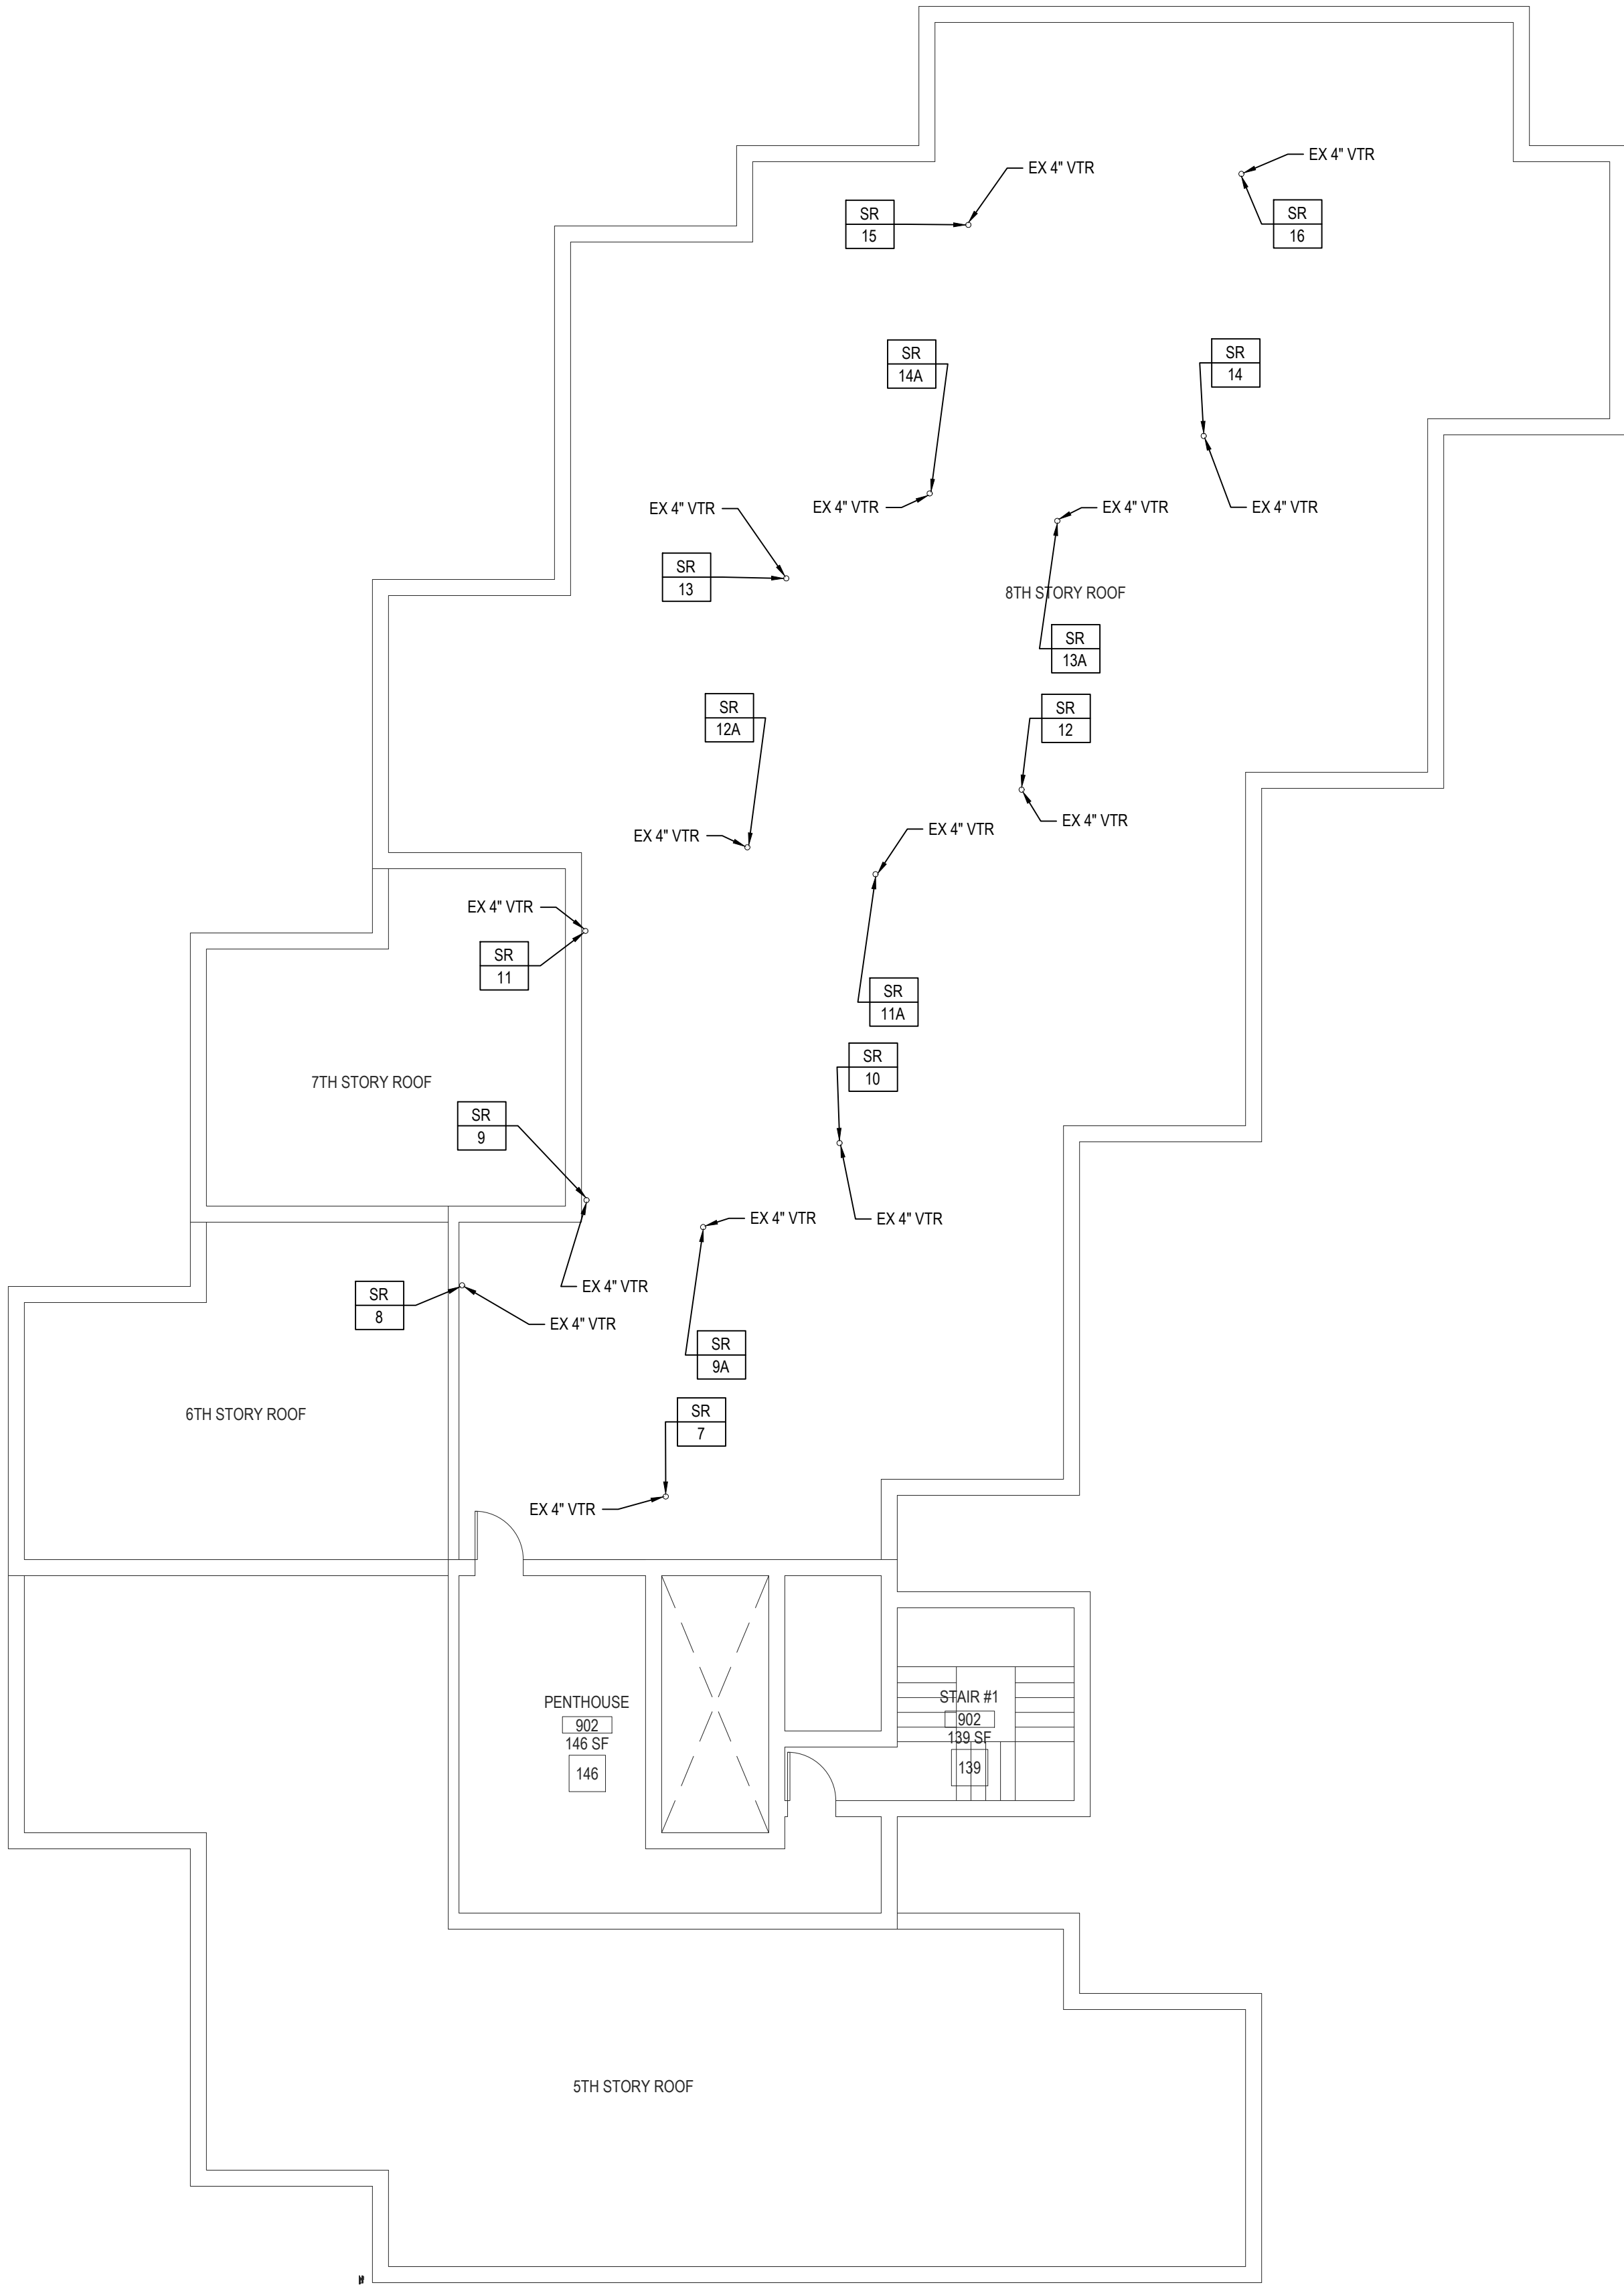 EX 4" VTR
EX 4" VTR
SR
15
SR
16
SR
14A
SR
14
EX 4" VTR
EX 4" VTR
EX 4" VTR
EX 4" VTR
SR
13
8TH STORY ROOF
SR
13A
SR
12A
SR
12
EX 4" VTR
EX 4" VTR
EX 4" VTR
EX 4" VTR
SR
11
SR
11A
SR
10
7TH STORY ROOF
SR
9
EX 4" VTR
EX 4" VTR
EX 4" VTR
SR
8
EX 4" VTR
SR
9A
6TH STORY ROOF
SR
7
EX 4" VTR
PENTHOUSE
902
146 SF
146
STAIR #1
902
139 SF
139
5TH STORY ROOF